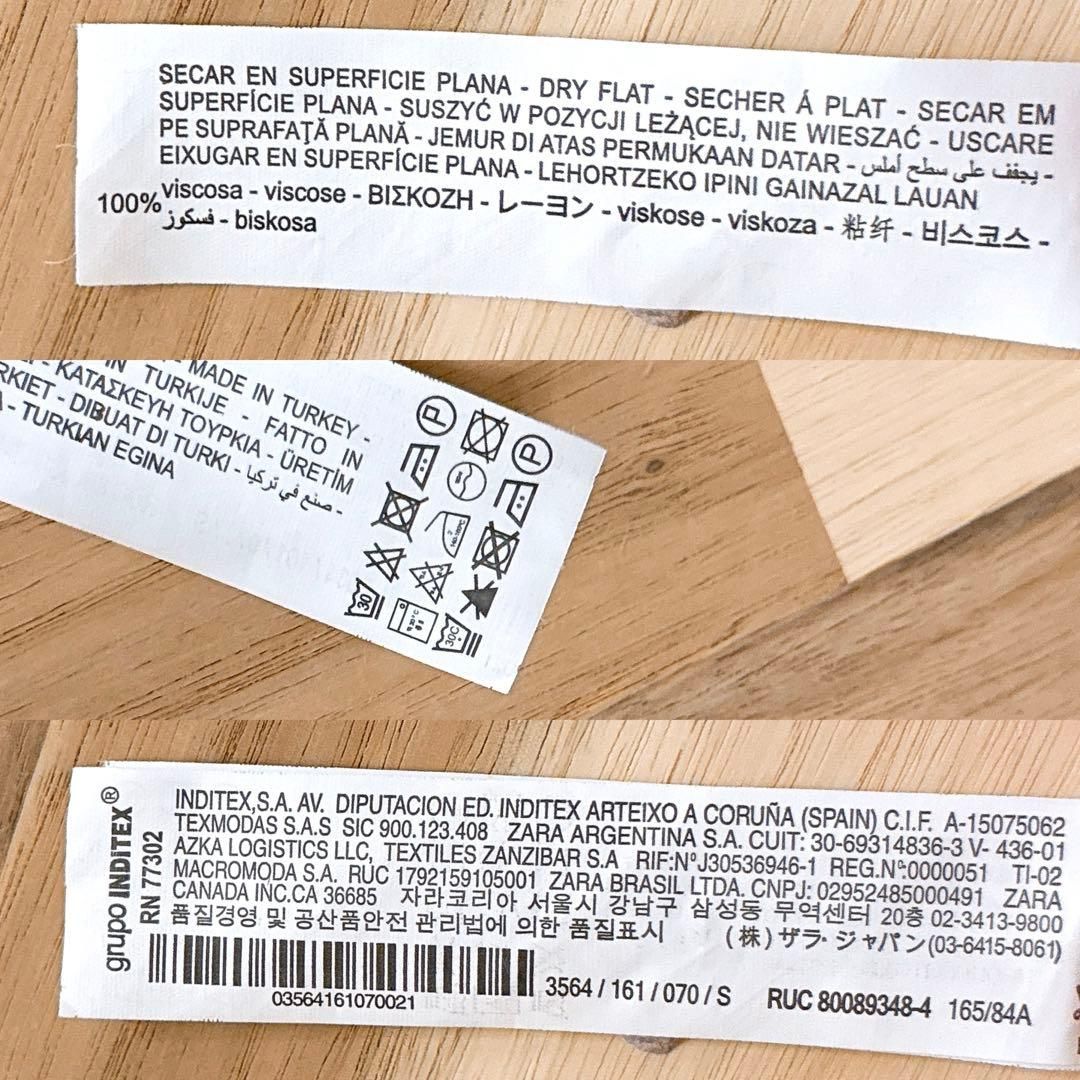 SECAR EN SUPERFICIE PLANA - DRY FLAT - SECHER Á PLAT - SECAR EM
SUPERFÍCIE PLANA - SUSZYĆ W POZYCJI LEŻĄCEJ, NIE WIESZAĆ - USCARE
PE SUPRAFAŢĂ PLANĂ - JEMUR DI ATAS PERMUKAAN DATAR - يجفف على سطح أملس -
EIXUGAR EN SUPERFÍCIE PLANA - LEHORTZEKO IPINI GAINAZAL LAUAN
100% viscosa - viscose - ΒΙΣΚΟΖΗ - レーヨン - viskose - viskoza - 粘纤 - 비스코스 -
فسكوز - biskosa
MADE IN TURKEY -
IN TURKIJE - FATTO IN
- ΚΑΤΑΣΚΕΥΗ ΤΟΥΡΚΙΑ - ÜRETİM
- DIBUAT DI TURKI - صنع في تركيا -
- TURKIAN EGINA
P
P
30
30C
grupo INDITEX®
RN 77302
INDITEX,S.A. AV. DIPUTACION ED. INDITEX ARTEIXO A CORUÑA (SPAIN) C.I.F. A-15075062
TEXMODAS S.A.S SIC 900.123.408 ZARA ARGENTINA S.A. CUIT: 30-69314836-3 V- 436-01
AZKA LOGISTICS LLC, TEXTILES ZANZIBAR S.A RIF:NºJ30536946-1 REG.Nº:0000051 TI-02
MACROMODA S.A. RUC 1792159105001 ZARA BRASIL LTDA. CNPJ: 02952485000491 ZARA
CANADA INC.CA 36685 자라코리아 서울시 강남구 삼성동 무역센터 20층 02-3413-9800
품질경영 및 공산품안전 관리법에 의한 품질표시 (株)ザラ・ジャパン(03-6415-8061)
03564161070021
3564 / 161 / 070 / S RUC 80089348-4 165/84A